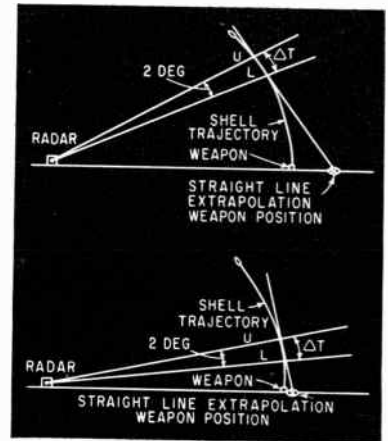 U
ΔT
2 DEG
L
SHELL
TRAJECTORY
RADAR
WEAPON
STRAIGHT LINE
EXTRAPOLATION
WEAPON POSITION
SHELL
TRAJECTORY
U
2 DEG
ΔT
L
RADAR
WEAPON
STRAIGHT LINE EXTRAPOLATION
WEAPON POSITION